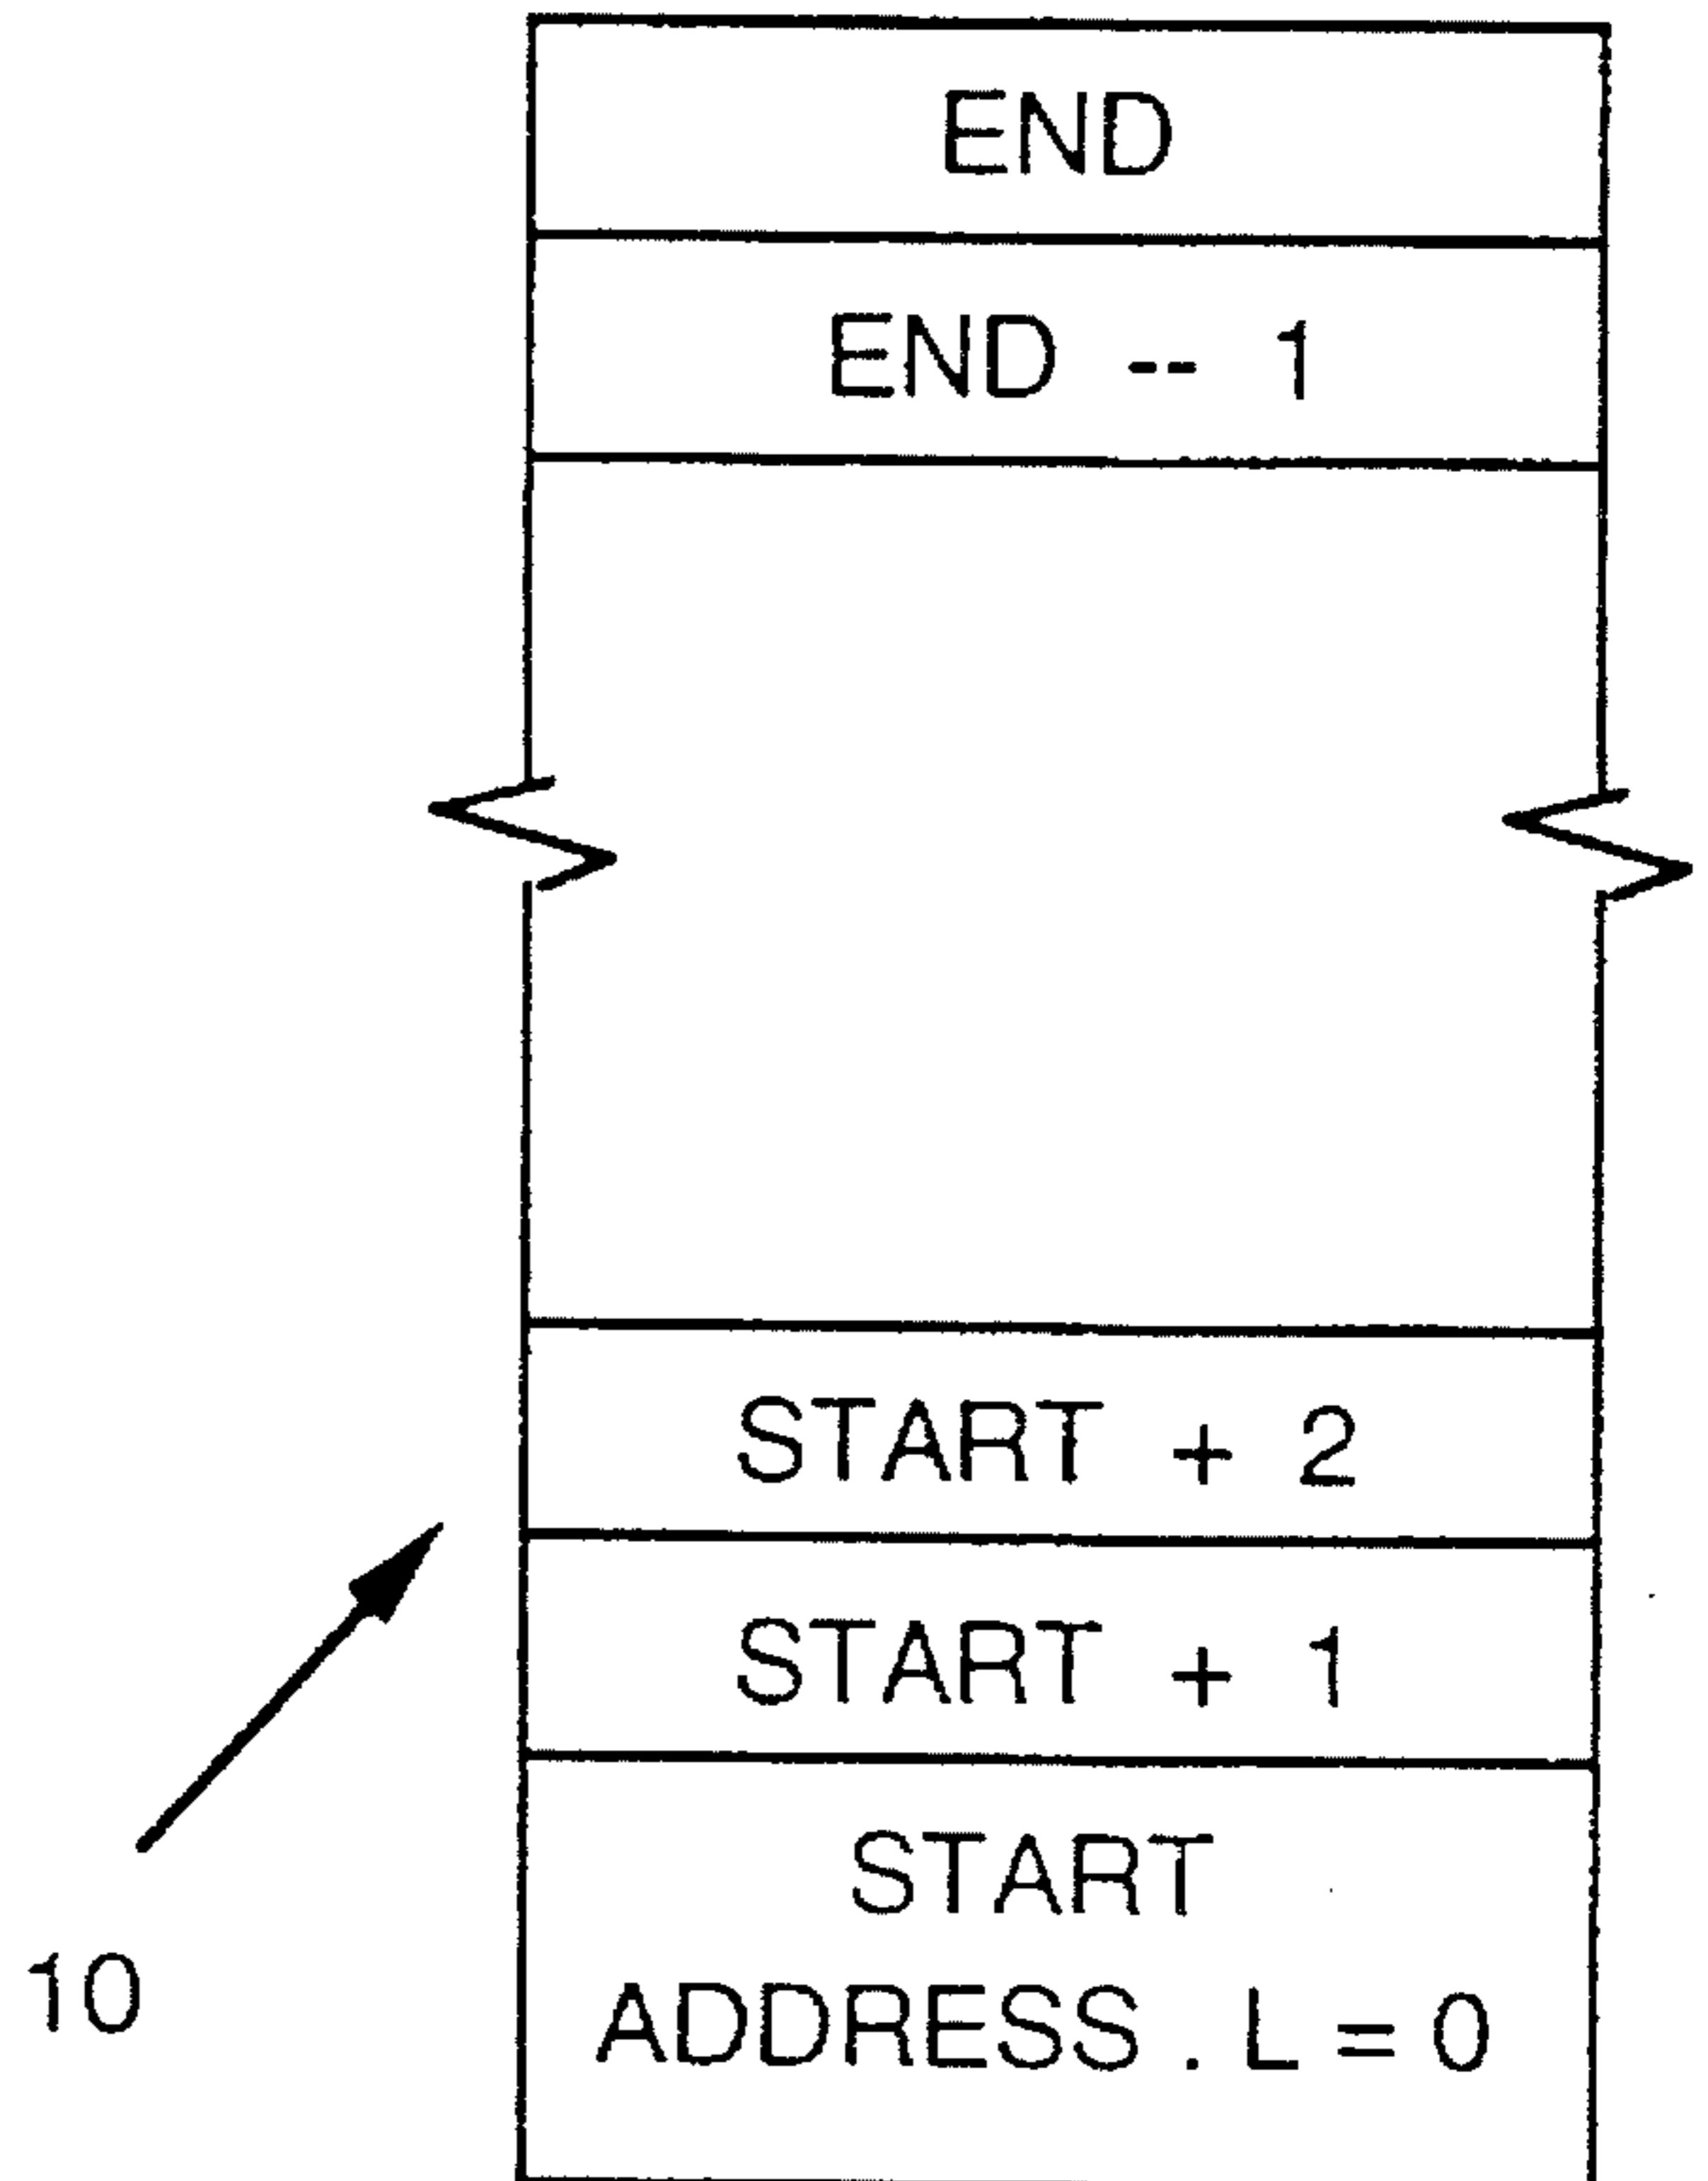 END
END -- 1
START + 2
START + 1
START
10
ADDRESS . L = 0